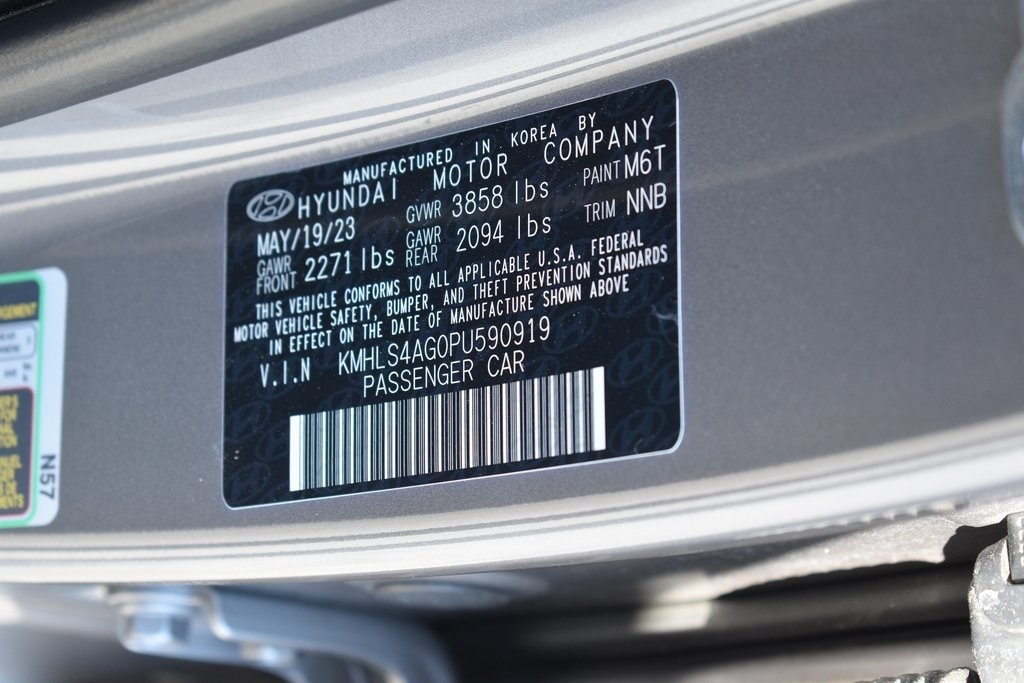 MANUFACTURED IN KOREA BY
HYUNDAI MOTOR COMPANY
MAY/19/23 GVWR 3858 lbs PAINT M6T
GAWR FRONT 2271 lbs GAWR REAR 2094 lbs TRIM NNB
THIS VEHICLE CONFORMS TO ALL APPLICABLE U.S.A. FEDERAL
MOTOR VEHICLE SAFETY, BUMPER, AND THEFT PREVENTION STANDARDS
IN EFFECT ON THE DATE OF MANUFACTURE SHOWN ABOVE
V.I.N KMHLS4AG0PU590919
PASSENGER CAR
N57